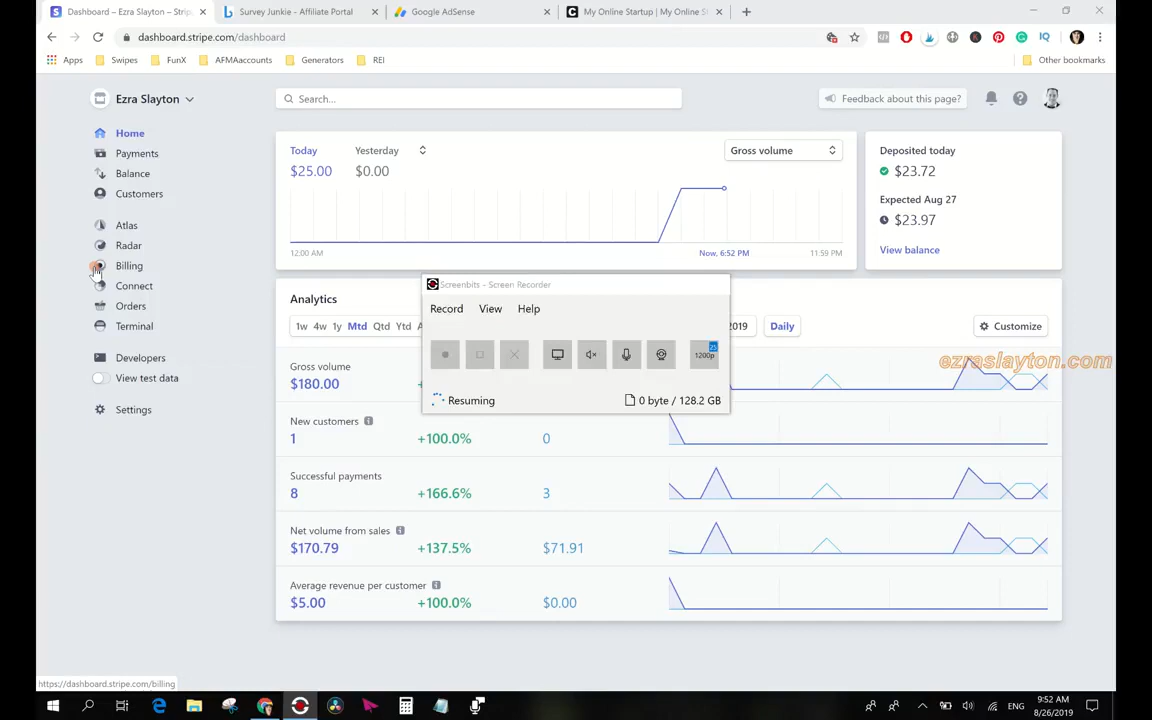 Dashboard – Ezra Slayton – Strip
Survey Junkie - Affiliate Portal
Google AdSense
My Online Startup | My Online St
dashboard.stripe.com/dashboard
Apps
Swipes
FunX
AFMAaccounts
Generators
REI
Other bookmarks
Ezra Slayton
Search...
Feedback about this page?
Home
Payments
Balance
Customers
Atlas
Radar
Billing
Connect
Orders
Terminal
Developers
View test data
Settings
Today
Yesterday
Gross volume
$25.00
$0.00
12:00 AM
Now, 6:52 PM
11:59 PM
Deposited today
$23.72
Expected Aug 27
$23.97
View balance
Analytics
1w 4w 1y Mtd Qtd Ytd A
2019
Daily
Customize
Screenbits - Screen Recorder
Record View Help
25
1200p
Resuming
0 byte / 128.2 GB
ezraslayton.com
Gross volume
$180.00
New customers
1 +100.0% 0
Successful payments
8 +166.6% 3
Net volume from sales
$170.79 +137.5% $71.91
Average revenue per customer
$5.00 +100.0% $0.00
https://dashboard.stripe.com/billing
ENG
9:52 AM
8/26/2019